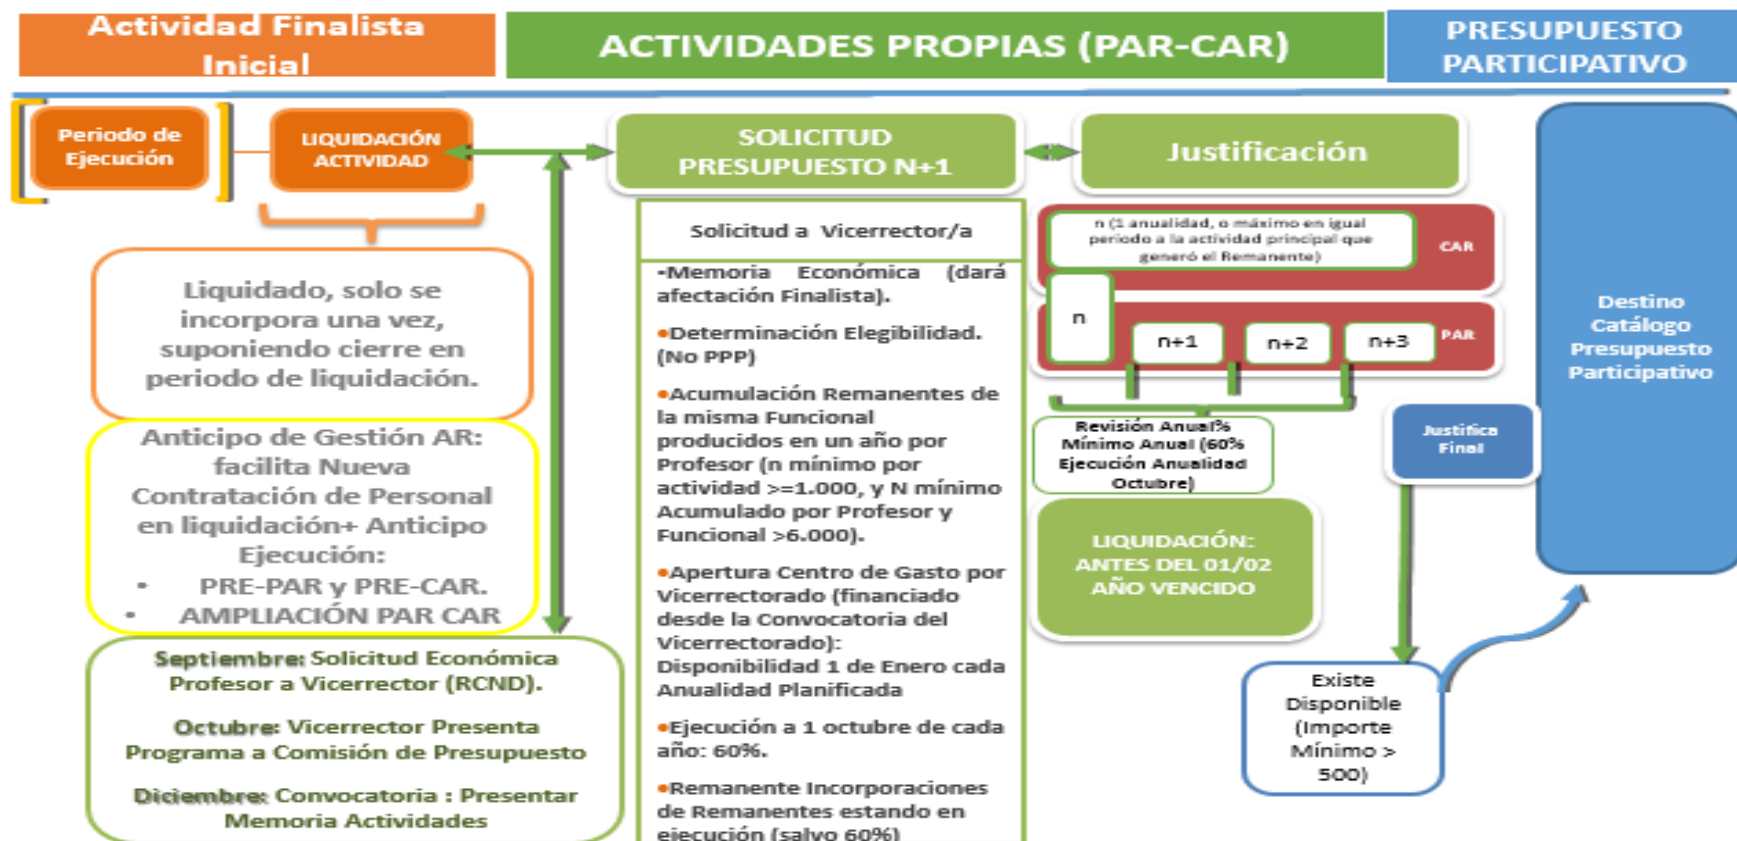 Actividad Finalista
Inicial
ACTIVIDADES PROPIAS (PAR-CAR)
PRESUPUESTO
PARTICIPATIVO
Periodo de
Ejecución
LIQUIDACIÓN
ACTIVIDAD
SOLICITUD
PRESUPUESTO N+1
Justificación
Liquidado, solo se
incorpora una vez,
suponiendo cierre en
periodo de liquidación.
Anticipo de Gestión AR:
facilita Nueva
Contratación de Personal
en liquidación+ Anticipo
Ejecución:
• PRE-PAR y PRE-CAR.
• AMPLIACIÓN PAR CAR
Septiembre: Solicitud Económica
Profesor a Vicerrector (RCND).
Octubre: Vicerrector Presenta
Programa a Comisión de Presupuesto
Diciembre: Convocatoria : Presentar
Memoria Actividades
Solicitud a Vicerrector/a
-Memoria Económica (dará
afectación Finalista).
•Determinación Elegibilidad.
(No PPP)
•Acumulación Remanentes de
la misma Funcional
producidos en un año por
Profesor (n mínimo por
actividad >=1.000, y N mínimo
Acumulado por Profesor y
Funcional >6.000).
•Apertura Centro de Gasto por
Vicerrectorado (financiado
desde la Convocatoria del
Vicerrectorado):
Disponibilidad 1 de Enero cada
Anualidad Planificada
•Ejecución a 1 octubre de cada
año: 60%.
•Remanente Incorporaciones
de Remanentes estando en
ejecución (salvo 60%)
n (1 anualidad, o máximo en igual
periodo a la actividad principal que
generó el Remanente)
CAR
n
n+1
n+2
n+3
PAR
Revisión Anual%
Mínimo Anual (60%
Ejecución Anualidad
Octubre)
LIQUIDACIÓN:
ANTES DEL 01/02
AÑO VENCIDO
Justifica
Final
Existe
Disponible
(Importe
Mínimo >
500)
Destino
Catálogo
Presupuesto
Participativo